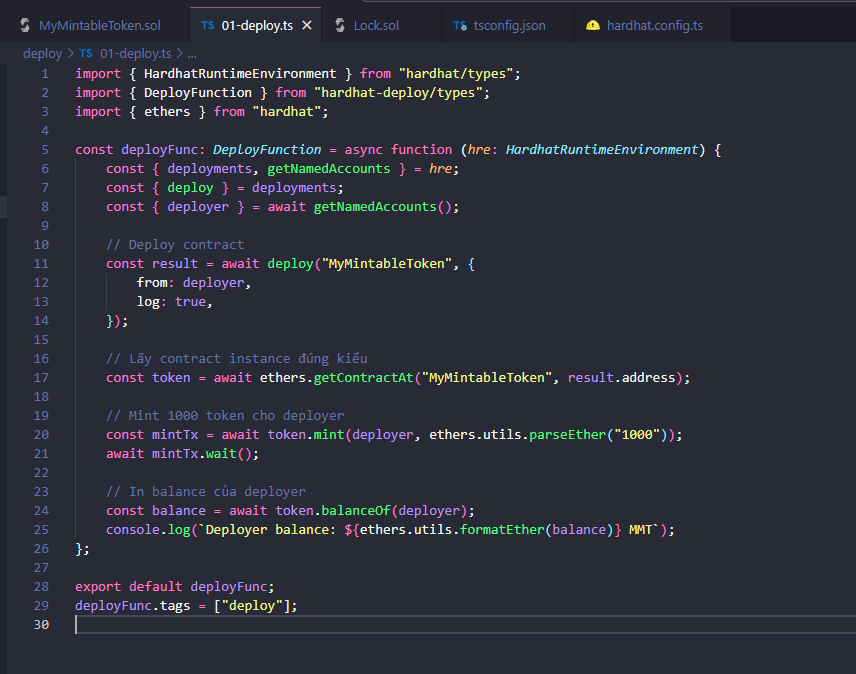 MyMintableToken.sol
TS 01-deploy.ts
Lock.sol
TS tsconfig.json
hardhat.config.ts
deploy > TS 01-deploy.ts > ...
1 import { HardhatRuntimeEnvironment } from "hardhat/types";
2 import { DeployFunction } from "hardhat-deploy/types";
3 import { ethers } from "hardhat";
4
5 const deployFunc: DeployFunction = async function (hre: HardhatRuntimeEnvironment) {
6     const { deployments, getNamedAccounts } = hre;
7     const { deploy } = deployments;
8     const { deployer } = await getNamedAccounts();
9
10     // Deploy contract
11     const result = await deploy("MyMintableToken", {
12         from: deployer,
13         log: true,
14     });
15
16     // Lấy contract instance đúng kiểu
17     const token = await ethers.getContractAt("MyMintableToken", result.address);
18
19     // Mint 1000 token cho deployer
20     const mintTx = await token.mint(deployer, ethers.utils.parseEther("1000"));
21     await mintTx.wait();
22
23     // In balance của deployer
24     const balance = await token.balanceOf(deployer);
25     console.log(`Deployer balance: ${ethers.utils.formatEther(balance)} MMT`);
26 };
27
28 export default deployFunc;
29 deployFunc.tags = ["deploy"];
30